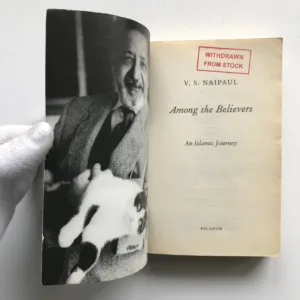 WITHDRAWN
FROM STOCK
V. S. NAIPAUL
Among the Believers
An Islamic Journey
PICADOR